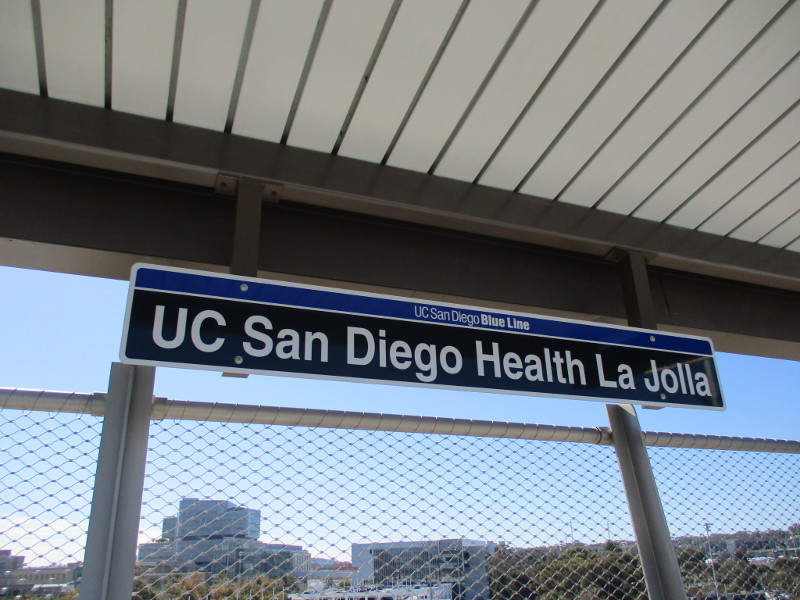 UC San Diego Blue Line
UC San Diego Health La Jolla